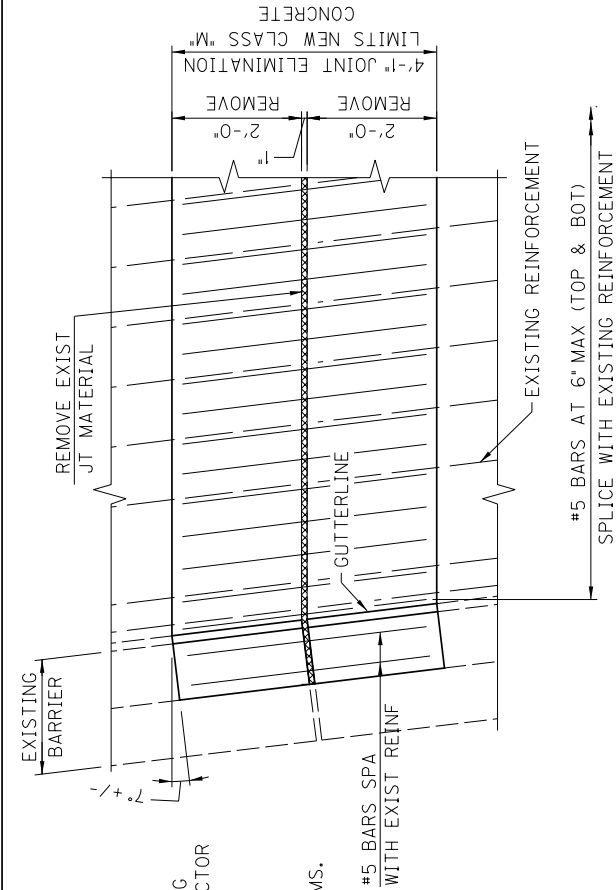 REMOVE EXIST
JT MATERIAL
4'-1" JOINT ELIMINATION
LIMITS NEW CLASS "M"
CONCRETE
2'-0"
REMOVE
1"
2'-0"
REMOVE
EXISTING
BARRIER
7°+/-
GUTTERLINE
EXISTING REINFORCEMENT
#5 BARS AT 6"MAX (TOP & BOT)
SPLICE WITH EXISTING REINFORCEMENT
#5 BARS SPA
WITH EXIST REINF
G
CTOR
MS.